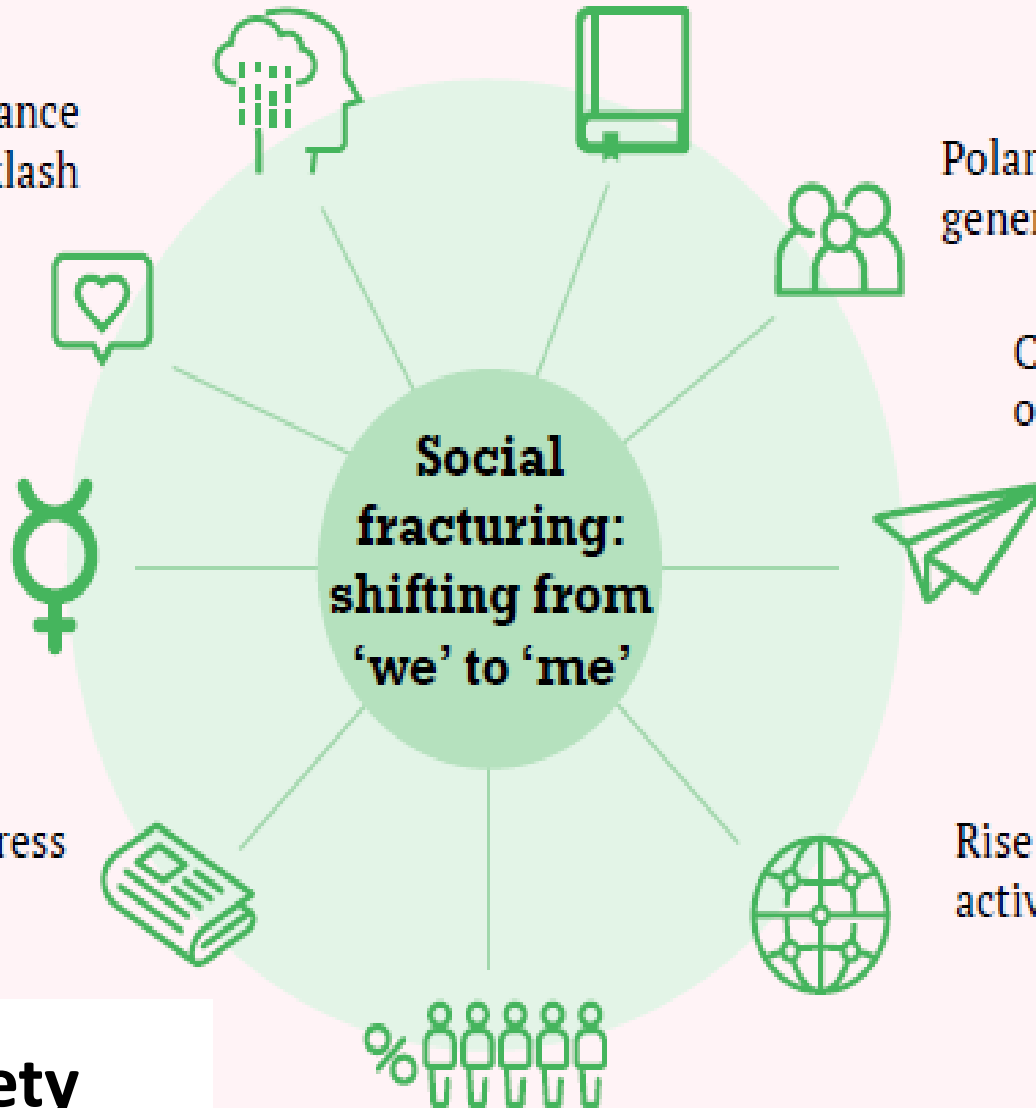 ance
lash
Polar
gener
Social
fracturing:
shifting from
‘we’ to ‘me’
ress
Rise
activ
ety
%